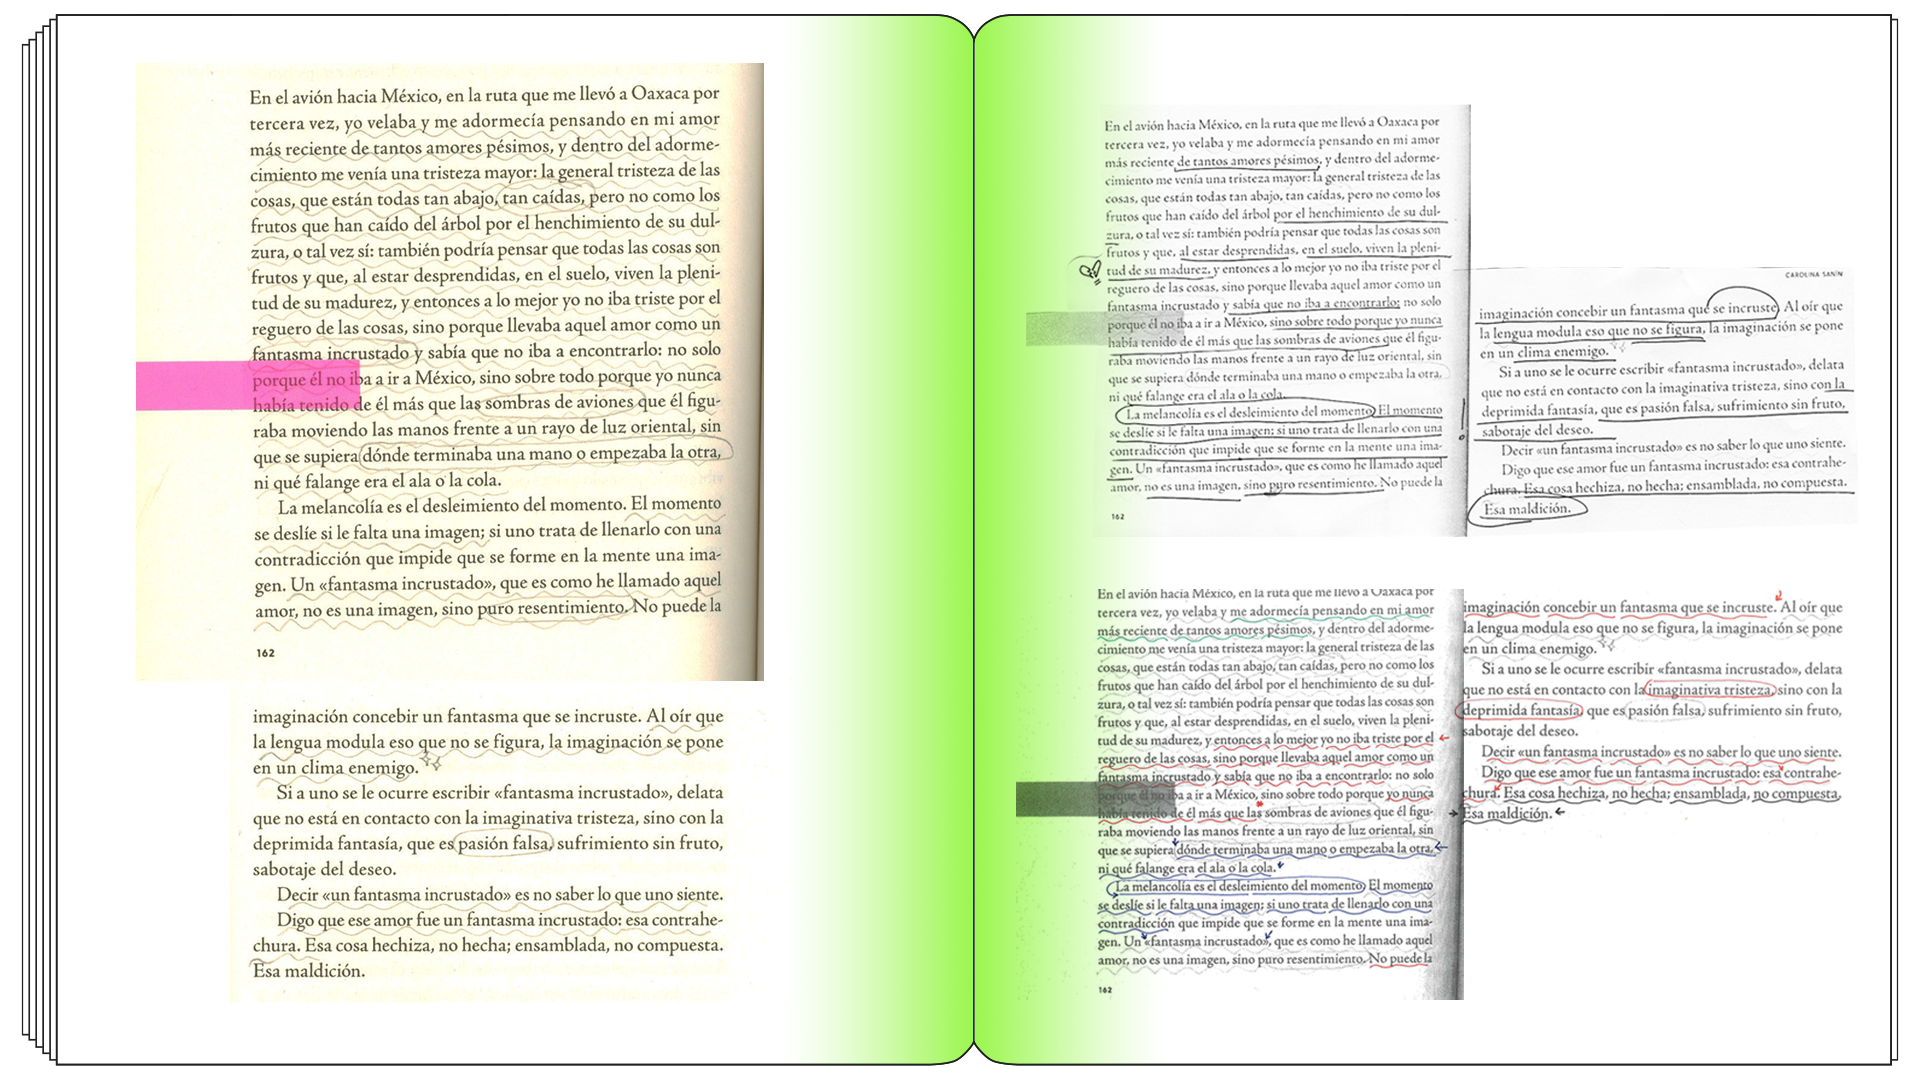 En el avión hacia México, en la ruta que me llevó a Oaxaca por
tercera vez, yo velaba y me adormecía pensando en mi amor
más reciente de tantos amores pésimos, y dentro del adorme-
cimiento me venía una tristeza mayor: la general tristeza de las
cosas, que están todas tan abajo, tan caídas, pero no como los
frutos que han caído del árbol por el henchimiento de su dul-
zura, o tal vez sí: también podría pensar que todas las cosas son
frutos y que, al estar desprendidas, en el suelo, viven la pleni-
tud de su madurez, y entonces a lo mejor yo no iba triste por el
reguero de las cosas, sino porque llevaba aquel amor como un
fantasma incrustado y sabía que no iba a encontrarlo: no solo
porque él no iba a ir a México, sino sobre todo porque yo nunca
había tenido de él más que las sombras de aviones que él figu-
raba moviendo las manos frente a un rayo de luz oriental, sin
que se supiera dónde terminaba una mano o empezaba la otra,
ni qué falange era el ala o la cola.
La melancolía es el desleimiento del momento. El momento
se deslíe si le falta una imagen; si uno trata de llenarlo con una
contradicción que impide que se forme en la mente una ima-
gen. Un «fantasma incrustado», que es como he llamado aquel
amor, no es una imagen, sino puro resentimiento. No puede la
162
imaginación concebir un fantasma que se incruste. Al oír que
la lengua modula eso que no se figura, la imaginación se pone
en un clima enemigo.
Si a uno se le ocurre escribir «fantasma incrustado», delata
que no está en contacto con la imaginativa tristeza, sino con la
deprimida fantasía, que es pasión falsa, sufrimiento sin fruto,
sabotaje del deseo.
Decir «un fantasma incrustado» es no saber lo que uno siente.
Digo que ese amor fue un fantasma incrustado: esa contrahe-
chura. Esa cosa hechiza, no hecha; ensamblada, no compuesta.
Esa maldición.
En el avión hacia México, en la ruta que me llevó a Oaxaca por
tercera vez, yo velaba y me adormecía pensando en mi amor
más reciente de tantos amores pésimos, y dentro del adorme-
cimiento me venía una tristeza mayor: la general tristeza de las
cosas, que están todas tan abajo, tan caídas, pero no como los
frutos que han caído del árbol por el henchimiento de su dul-
zura, o tal vez sí: también podría pensar que todas las cosas son
frutos y que, al estar desprendidas, en el suelo, viven la pleni-
tud de su madurez, y entonces a lo mejor yo no iba triste por el
reguero de las cosas, sino porque llevaba aquel amor como un
fantasma incrustado y sabía que no iba a encontrarlo: no solo
porque él no iba a ir a México, sino sobre todo porque yo nunca
había tenido de él más que las sombras de aviones que él figu-
raba moviendo las manos frente a un rayo de luz oriental, sin
que se supiera dónde terminaba una mano o empezaba la otra,
ni qué falange era el ala o la cola.
La melancolía es el desleimiento del momento. El momento
se deslíe si le falta una imagen; si uno trata de llenarlo con una
contradicción que impide que se forme en la mente una ima-
gen. Un «fantasma incrustado», que es como he llamado aquel
amor, no es una imagen, sino puro resentimiento. No puede la
162
CAROLINA SANÍN
imaginación concebir un fantasma que se incruste. Al oír que
la lengua modula eso que no se figura, la imaginación se pone
en un clima enemigo.
Si a uno se le ocurre escribir «fantasma incrustado», delata
que no está en contacto con la imaginativa tristeza, sino con la
deprimida fantasía, que es pasión falsa, sufrimiento sin fruto,
sabotaje del deseo.
Decir «un fantasma incrustado» es no saber lo que uno siente.
Digo que ese amor fue un fantasma incrustado: esa contrahe-
chura. Esa cosa hechiza, no hecha; ensamblada, no compuesta.
Esa maldición.
En el avión hacia México, en la ruta que me llevó a Oaxaca por
tercera vez, yo velaba y me adormecía pensando en mi amor
más reciente de tantos amores pésimos, y dentro del adorme-
cimiento me venía una tristeza mayor: la general tristeza de las
cosas, que están todas tan abajo, tan caídas, pero no como los
frutos que han caído del árbol por el henchimiento de su dul-
zura, o tal vez sí: también podría pensar que todas las cosas son
frutos y que, al estar desprendidas, en el suelo, viven la pleni-
tud de su madurez, y entonces a lo mejor yo no iba triste por el
reguero de las cosas, sino porque llevaba aquel amor como un
fantasma incrustado y sabía que no iba a encontrarlo: no solo
porque él no iba a ir a México, sino sobre todo porque yo nunca
había tenido de él más que las sombras de aviones que él figu-
raba moviendo las manos frente a un rayo de luz oriental, sin
que se supiera dónde terminaba una mano o empezaba la otra,
ni qué falange era el ala o la cola.
La melancolía es el desleimiento del momento. El momento
se deslíe si le falta una imagen; si uno trata de llenarlo con una
contradicción que impide que se forme en la mente una ima-
gen. Un «fantasma incrustado», que es como he llamado aquel
amor, no es una imagen, sino puro resentimiento. No puede la
162
imaginación concebir un fantasma que se incruste. Al oír que
la lengua modula eso que no se figura, la imaginación se pone
en un clima enemigo.
Si a uno se le ocurre escribir «fantasma incrustado», delata
que no está en contacto con la imaginativa tristeza, sino con la
deprimida fantasía, que es pasión falsa, sufrimiento sin fruto,
sabotaje del deseo.
Decir «un fantasma incrustado» es no saber lo que uno siente.
Digo que ese amor fue un fantasma incrustado: esa contrahe-
chura. Esa cosa hechiza, no hecha; ensamblada, no compuesta.
Esa maldición.